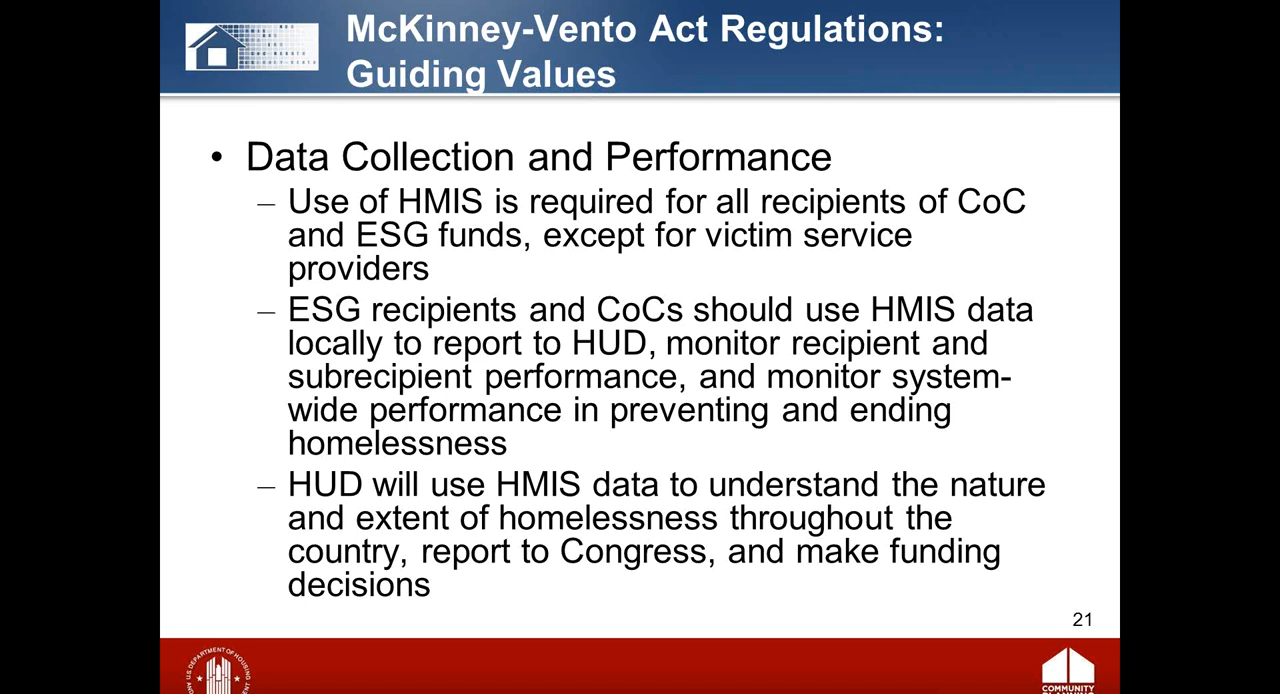 McKinney-Vento Act Regulations:
Guiding Values
• Data Collection and Performance
– Use of HMIS is required for all recipients of CoC
and ESG funds, except for victim service
providers
– ESG recipients and CoCs should use HMIS data
locally to report to HUD, monitor recipient and
subrecipient performance, and monitor system-
wide performance in preventing and ending
homelessness
– HUD will use HMIS data to understand the nature
and extent of homelessness throughout the
country, report to Congress, and make funding
decisions
21
U.S. DEPARTMENT OF HOUSING
COMMUNITY